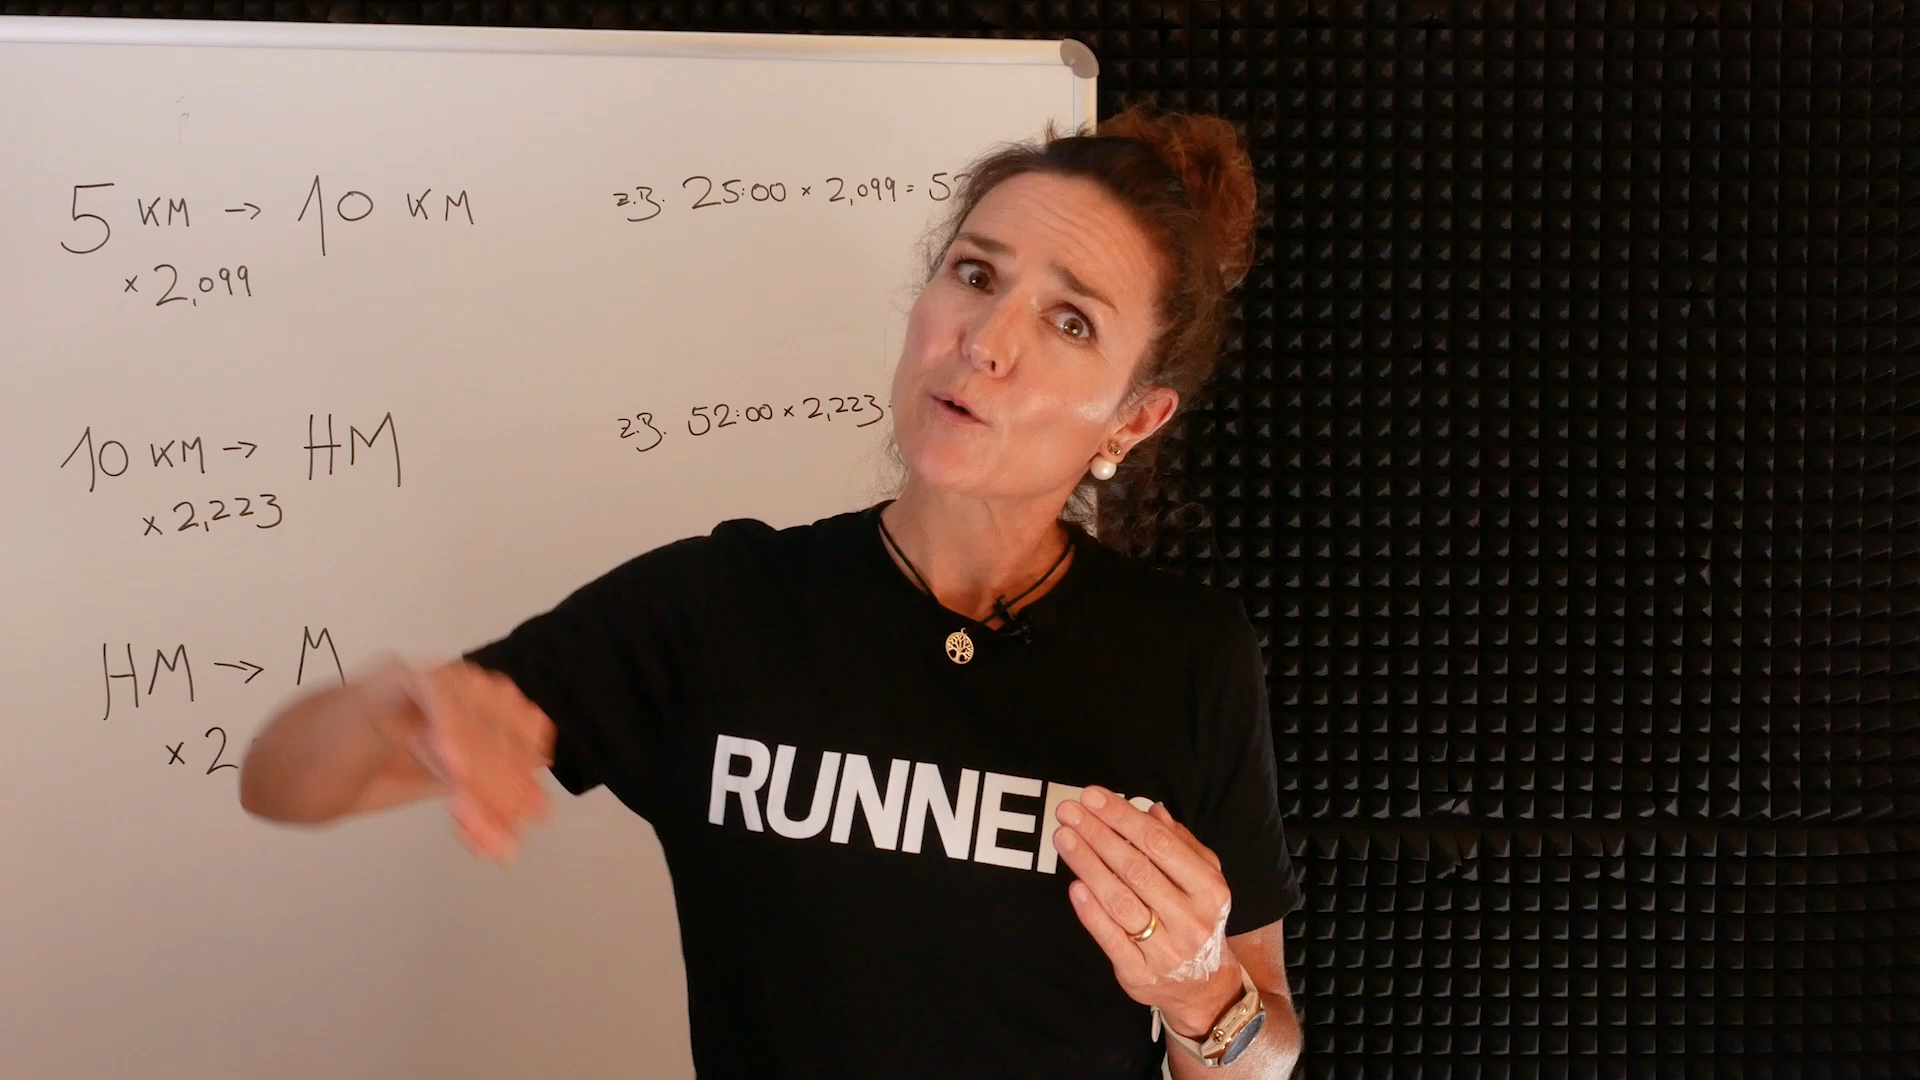 5 KM → 10 KM
× 2,099
z.B. 25:00 × 2,099 = 5
10 KM → HM
× 2,223
z.B. 52:00 × 2,223
HM → M
× 2
RUNNER'S